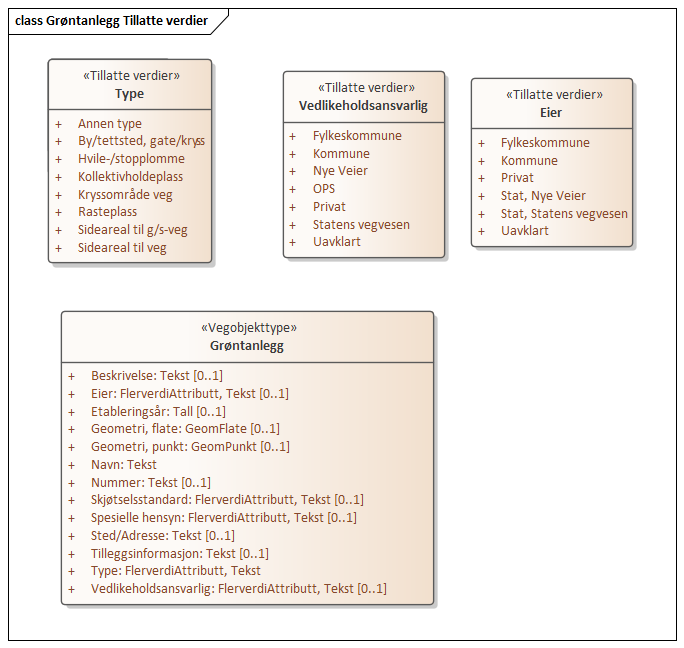 class Grøntanlegg Tillatte verdier
«Tillatte verdier»
Type
+ Annen type
+ By/tettsted, gate/kryss
+ Hvile-/stopplomme
+ Kollektivholdeplass
+ Kryssområde veg
+ Rasteplass
+ Sideareal til g/s-veg
+ Sideareal til veg
«Tillatte verdier»
Vedlikeholdsansvarlig
+ Fylkeskommune
+ Kommune
+ Nye Veier
+ OPS
+ Privat
+ Statens vegvesen
+ Uavklart
«Tillatte verdier»
Eier
+ Fylkeskommune
+ Kommune
+ Privat
+ Stat, Nye Veier
+ Stat, Statens vegvesen
+ Uavklart
«Vegobjekttype»
Grøntanlegg
+ Beskrivelse: Tekst [0..1]
+ Eier: FlerverdiAttributt, Tekst [0..1]
+ Etableringsår: Tall [0..1]
+ Geometri, flate: GeomFlate [0..1]
+ Geometri, punkt: GeomPunkt [0..1]
+ Navn: Tekst
+ Nummer: Tekst [0..1]
+ Skjøtselsstandard: FlerverdiAttributt, Tekst [0..1]
+ Spesielle hensyn: FlerverdiAttributt, Tekst [0..1]
+ Sted/Adresse: Tekst [0..1]
+ Tilleggsinformasjon: Tekst [0..1]
+ Type: FlerverdiAttributt, Tekst
+ Vedlikeholdsansvarlig: FlerverdiAttributt, Tekst [0..1]